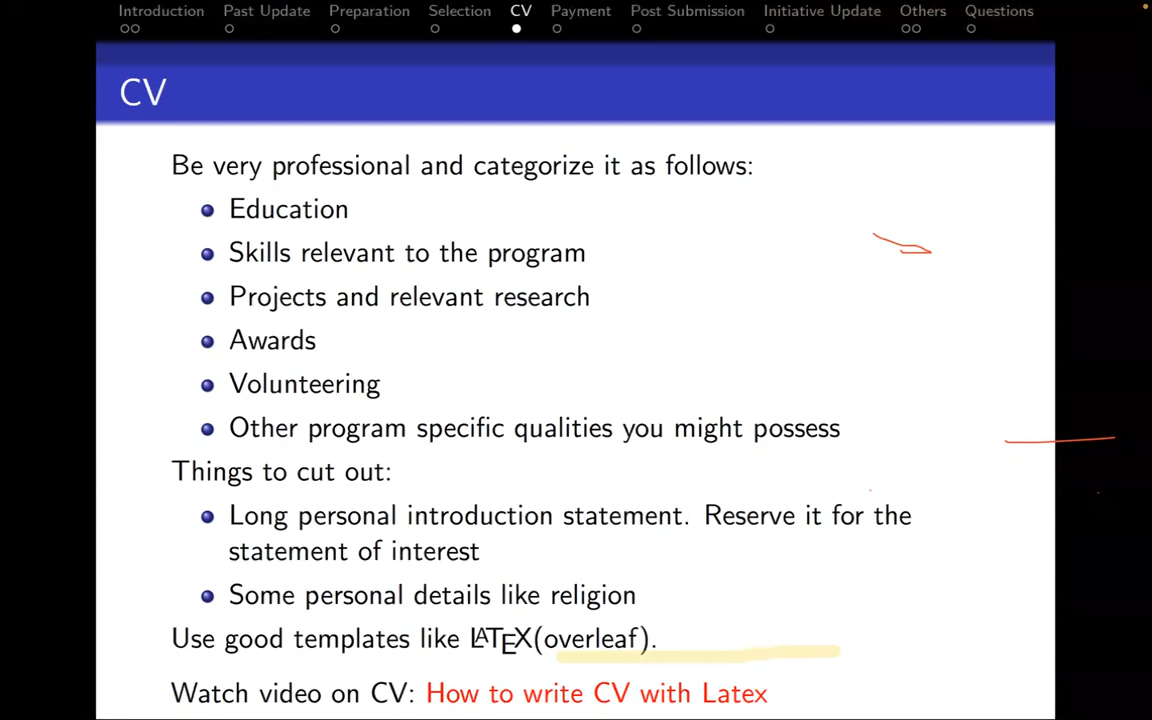 Introduction Past Update Preparation Selection CV Payment Post Submission Initiative Update Others Questions
CV
Be very professional and categorize it as follows:
Education
Skills relevant to the program
Projects and relevant research
Awards
Volunteering
Other program specific qualities you might possess
Things to cut out:
Long personal introduction statement. Reserve it for the
statement of interest
Some personal details like religion
Use good templates like LATEX(overleaf).
Watch video on CV: How to write CV with Latex